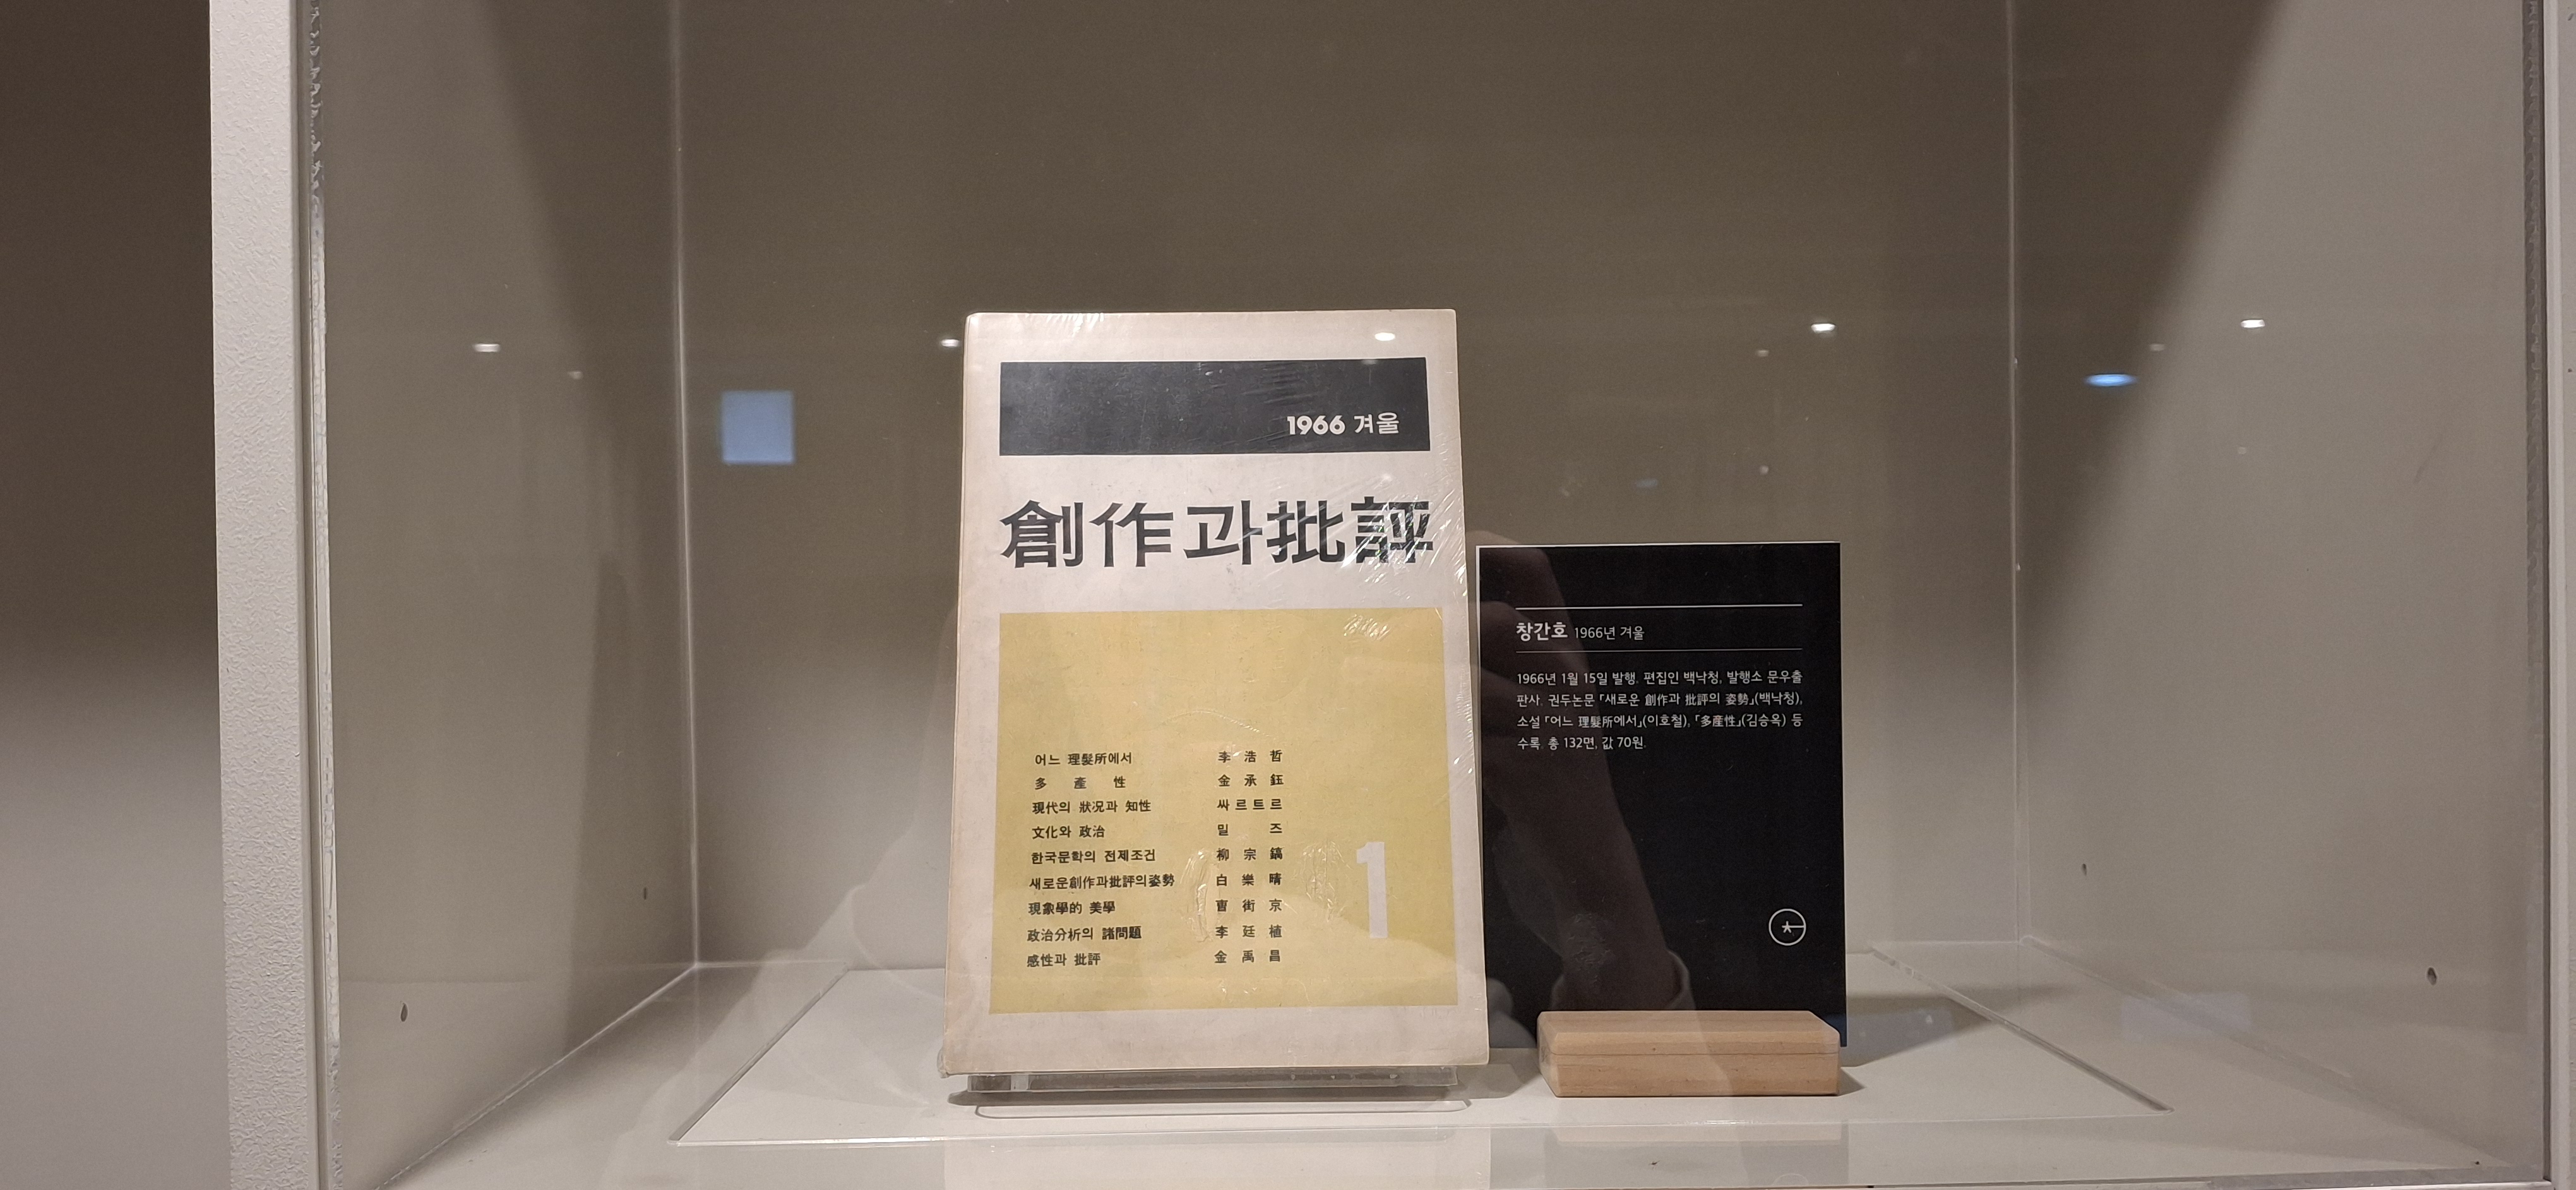 1966 겨울
創作과批評
어느 理髮所에서 李浩哲
多產性 金承鈺
現代의 狀况과 知性 싸르트르
文化와 政治 밀즈
한국문학의 전제조건 柳宗鎬
새로운創作과批評의姿勢 白樂晴
現象學的 美學 曺街京
政治分析의 諸問題 李廷植
感性과 批評 金禹昌
1
창간호 1966년 겨울
1966년 1월 15일 발행. 편집인 백낙청, 발행소 문우출
판사. 권두논문 「새로운 創作과 批評의 姿勢」(백낙청),
소설 「어느 理髮所에서」(이호철), 「多產性」(김승옥) 등
수록. 총 132면, 값 70원.